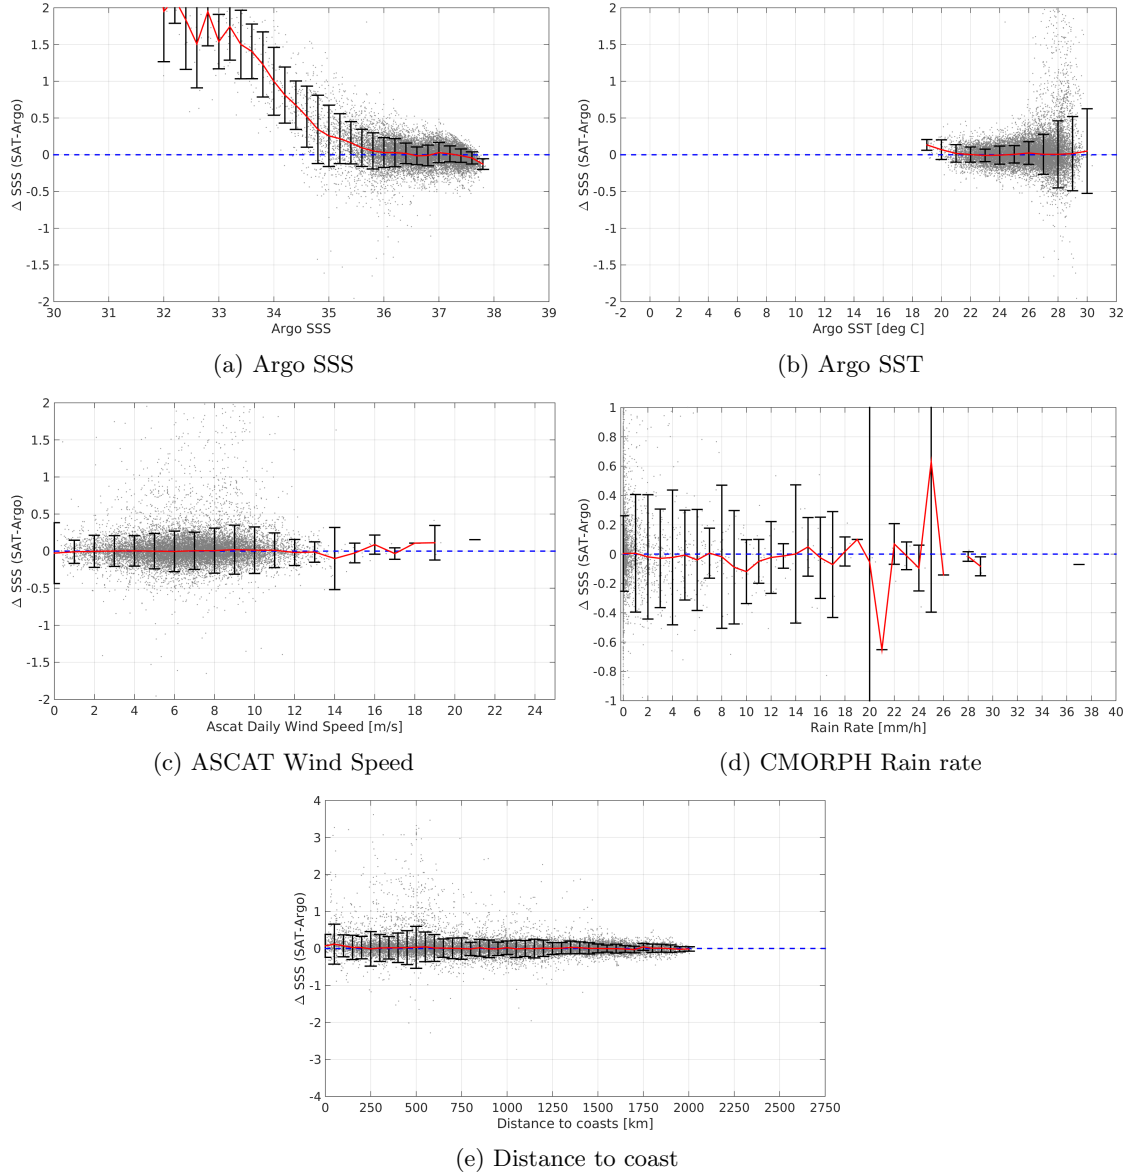 2
1.5
1
0.5
0
-0.5
-1
-1.5
-2
Δ SSS (SAT-Argo)
30 31 32 33 34 35 36 37 38 39
Argo SSS
(a) Argo SSS
2
1.5
1
0.5
0
-0.5
-1
-1.5
-2
Δ SSS (SAT-Argo)
-2 0 2 4 6 8 10 12 14 16 18 20 22 24 26 28 30 32
Argo SST [deg C]
(b) Argo SST
2
1.5
1
0.5
0
-0.5
-1
-1.5
-2
Δ SSS (SAT-Argo)
0 2 4 6 8 10 12 14 16 18 20 22 24
Ascat Daily Wind Speed [m/s]
(c) ASCAT Wind Speed
1
0.8
0.6
0.4
0.2
0
-0.2
-0.4
-0.6
-0.8
-1
Δ SSS (SAT-Argo)
0 2 4 6 8 10 12 14 16 18 20 22 24 26 28 30 32 34 36 38 40
Rain Rate [mm/h]
(d) CMORPH Rain rate
4
3
2
1
0
-1
-2
-3
-4
Δ SSS (SAT-Argo)
0 250 500 750 1000 1250 1500 1750 2000 2250 2500 2750
Distance to coasts [km]
(e) Distance to coast